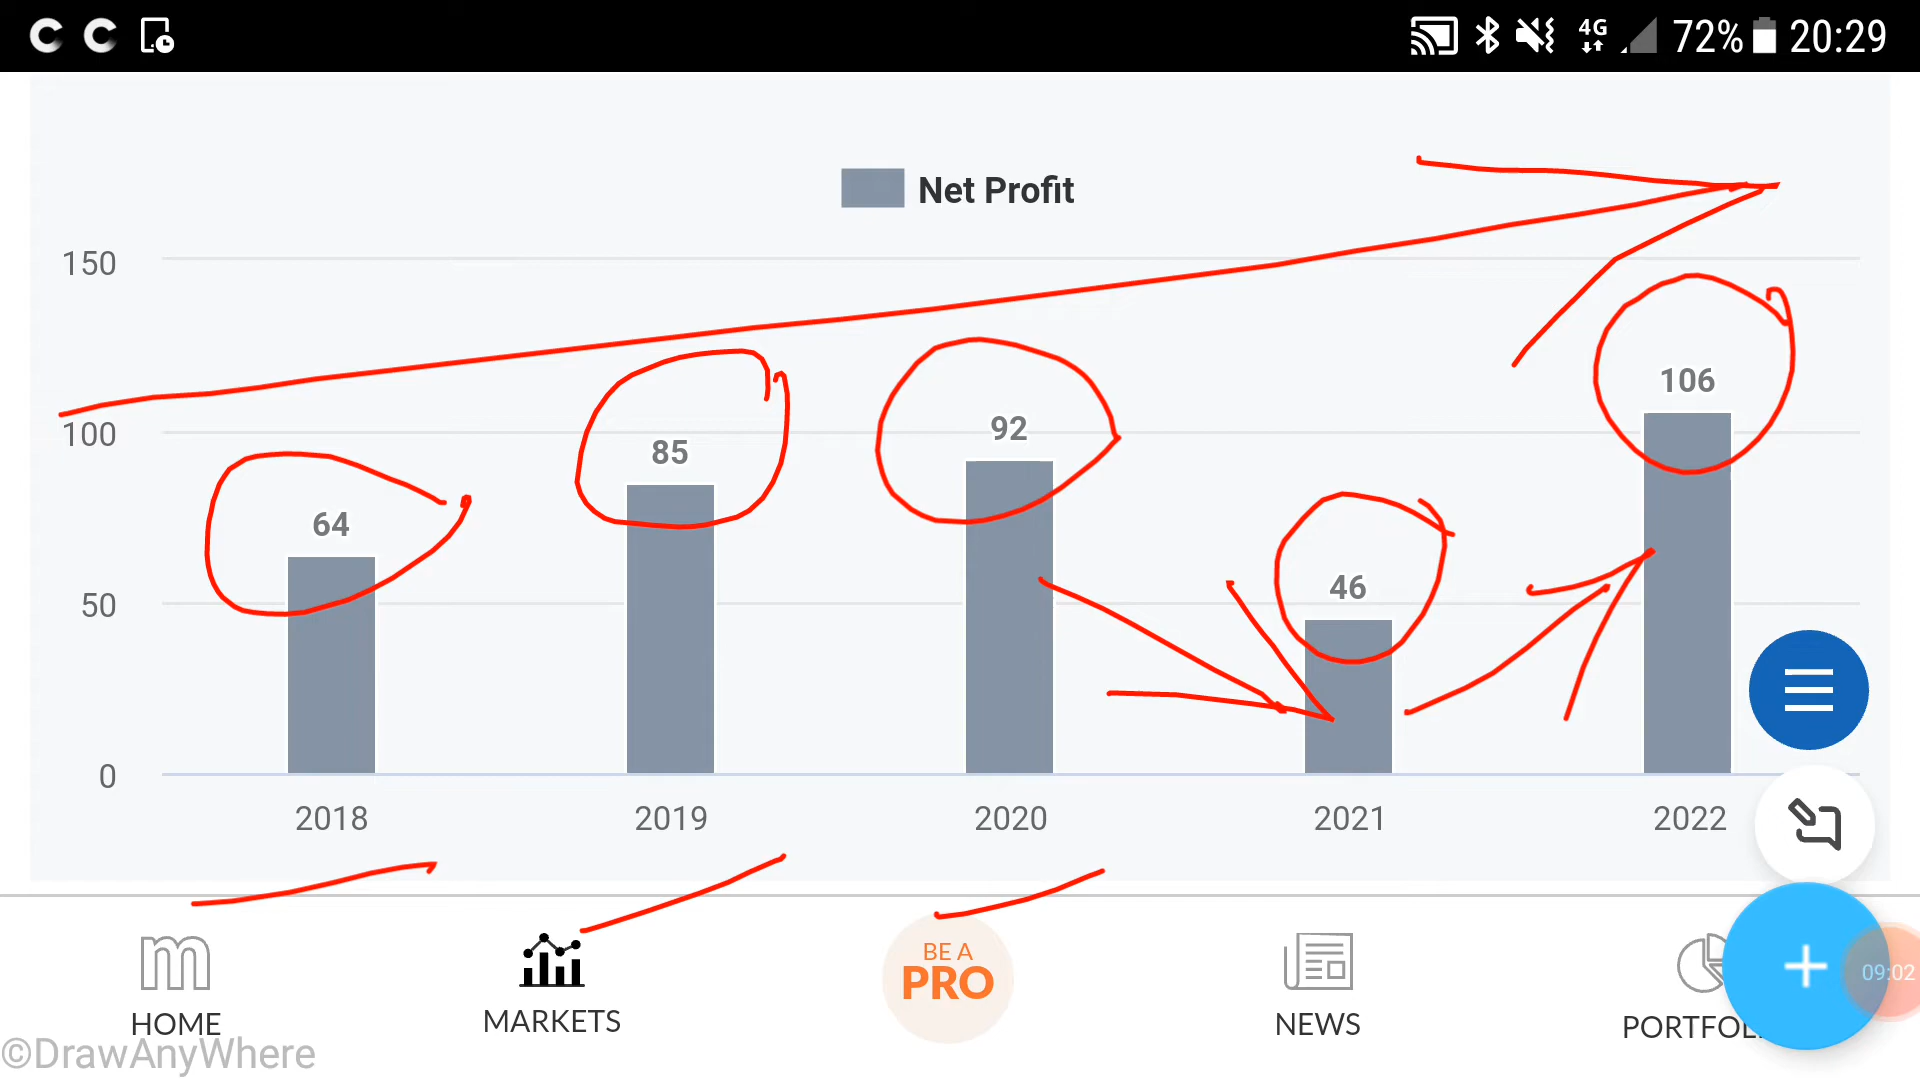 C C 4G 72% 20:29
Net Profit
150
100
50
0
64
85
92
46
106
2018 2019 2020 2021 2022
HOME
MARKETS
BE A
PRO
NEWS
09:02
©DrawAnyWhere